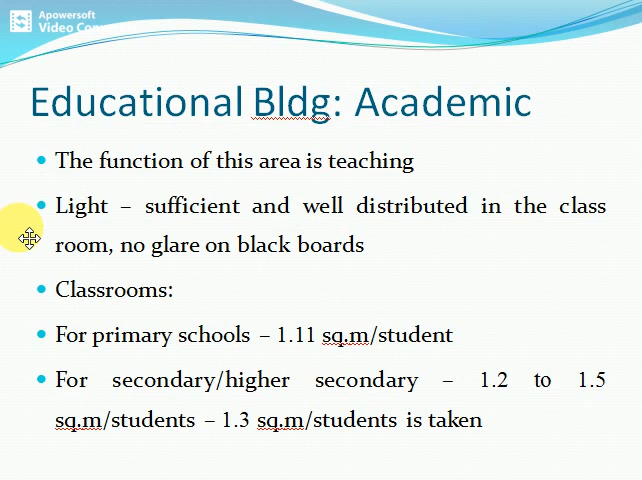 Apowersoft
Video
Educational Bldg: Academic
The function of this area is teaching
Light – sufficient and well distributed in the class
room, no glare on black boards
Classrooms:
For primary schools – 1.11 sq.m/student
For secondary/higher secondary – 1.2 to 1.5
sq.m/students – 1.3 sq.m/students is taken